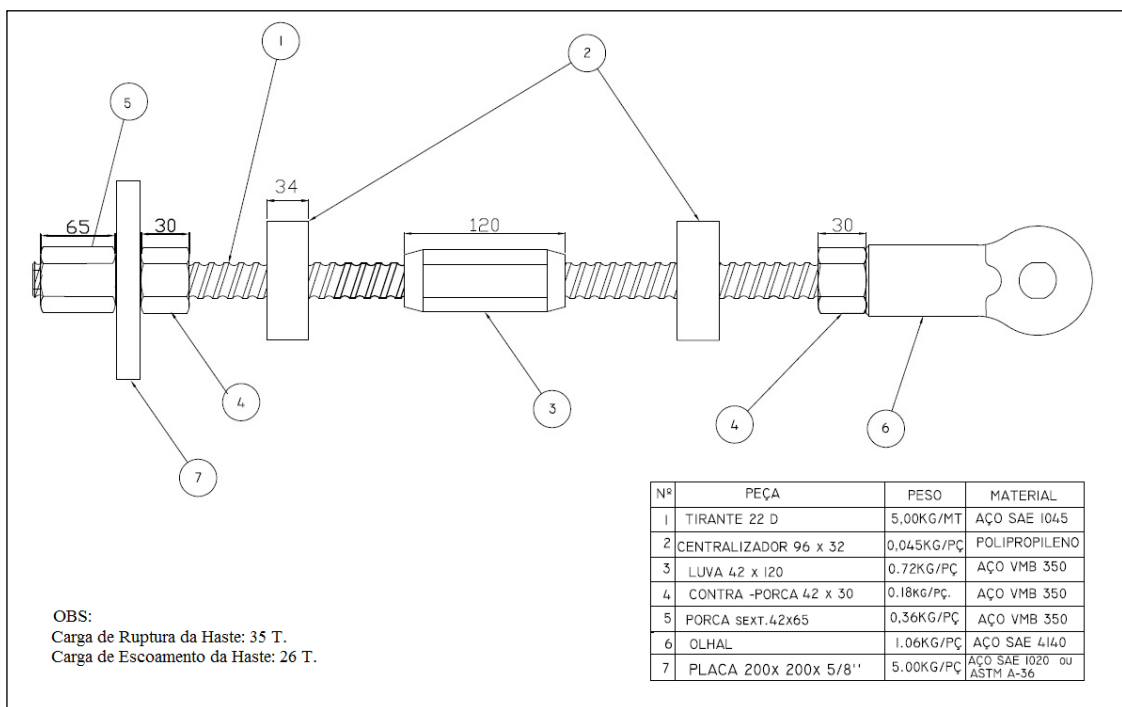 1
2
5
34
65
30
120
30
4
3
4
6
7
Nº PEÇA PESO MATERIAL
1 TIRANTE 22 D 5,00KG/MT AÇO SAE 1045
2 CENTRALIZADOR 96 X 32 0,045KG/PÇ POLIPROPILENO
3 LUVA 42 x 120 0.72KG/PÇ AÇO VMB 350
4 CONTRA -PORCA 42 X 30 0.18KG/PÇ. AÇO VMB 350
5 PORCA SEXT.42x65 0,36KG/PÇ AÇO VMB 350
6 OLHAL 1.06KG/PÇ AÇO SAE 4140
7 PLACA 200X 200x 5/8'' 5.00KG/PÇ AÇO SAE 1020 OU
ASTM A-36
OBS:
Carga de Ruptura da Haste: 35 T.
Carga de Escoamento da Haste: 26 T.